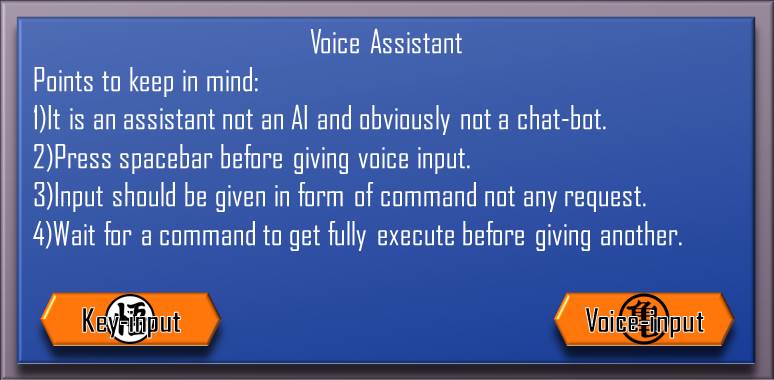 Voice Assistant
Points to keep in mind:
1)It is an assistant not an AI and obviously not a chat-bot.
2)Press spacebar before giving voice input.
3)Input should be given in form of command not any request.
4)Wait for a command to get fully execute before giving another.
悟
Key-input
亀
Voice-input